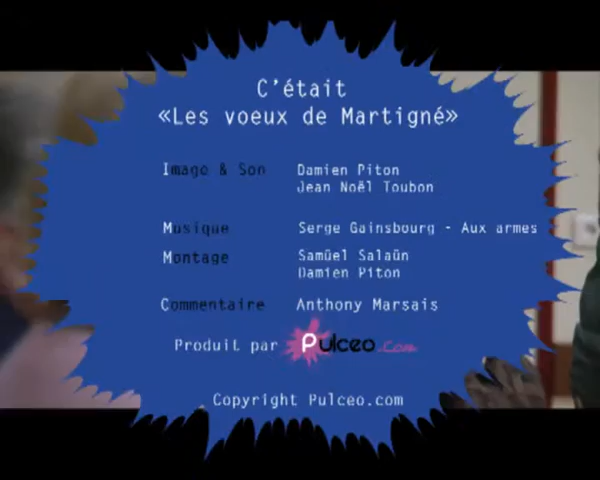 C'était
«Les voeux de Martigné»
Image & Son Damien Piton
Jean Noël Toubon
Musique Serge Gainsbourg - Aux armes
Montage Samüel Salaün
Damien Piton
Commentaire Anthony Marsais
Produit par Pulceo.com
Copyright Pulceo.com